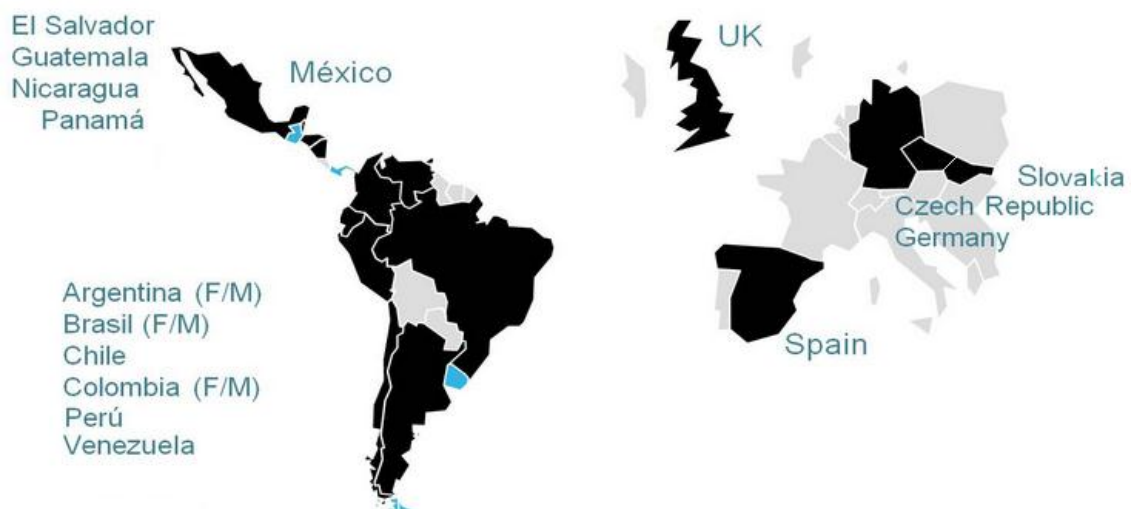 El Salvador
Guatemala
Nicaragua
Panamá
México
Argentina (F/M)
Brasil (F/M)
Chile
Colombia (F/M)
Perú
Venezuela
UK
Slovakia
Czech Republic
Germany
Spain